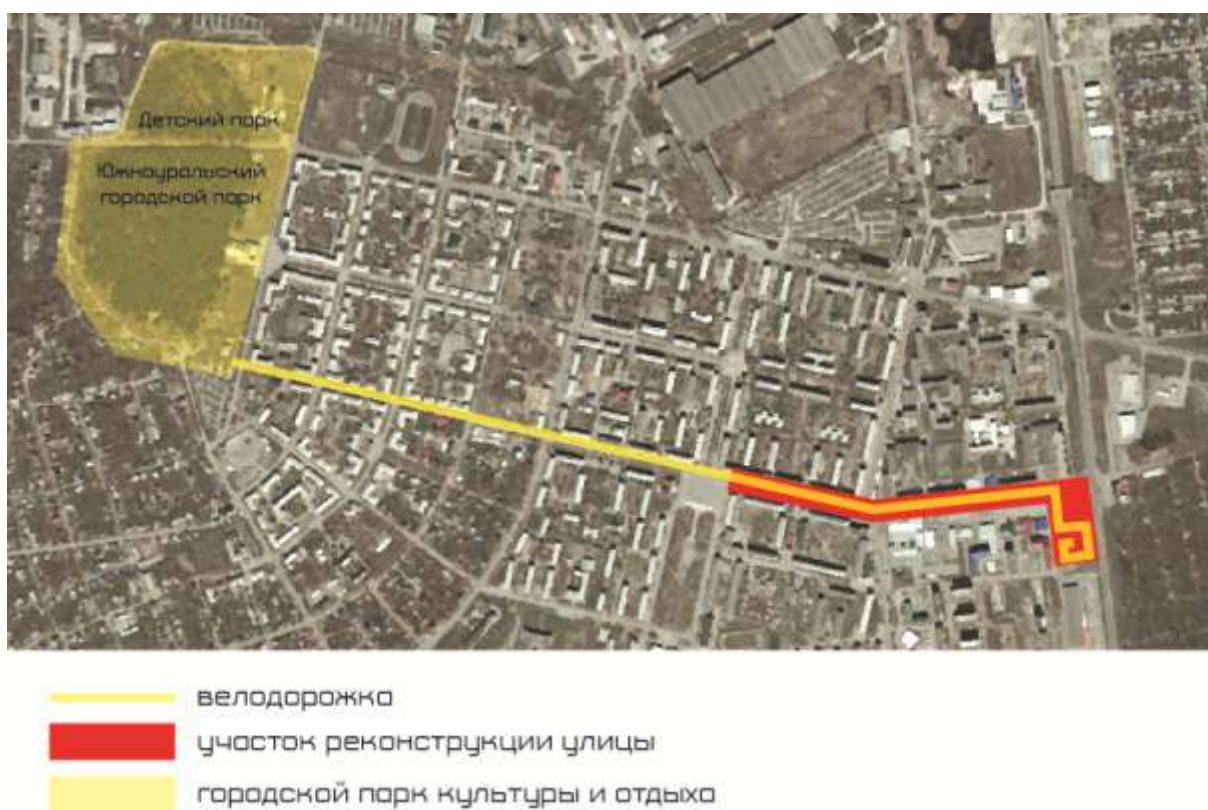 Детский парк
Южноуральский
городской парк
велодорожка
участок реконструкции улицы
городской парк культуры и отдыха